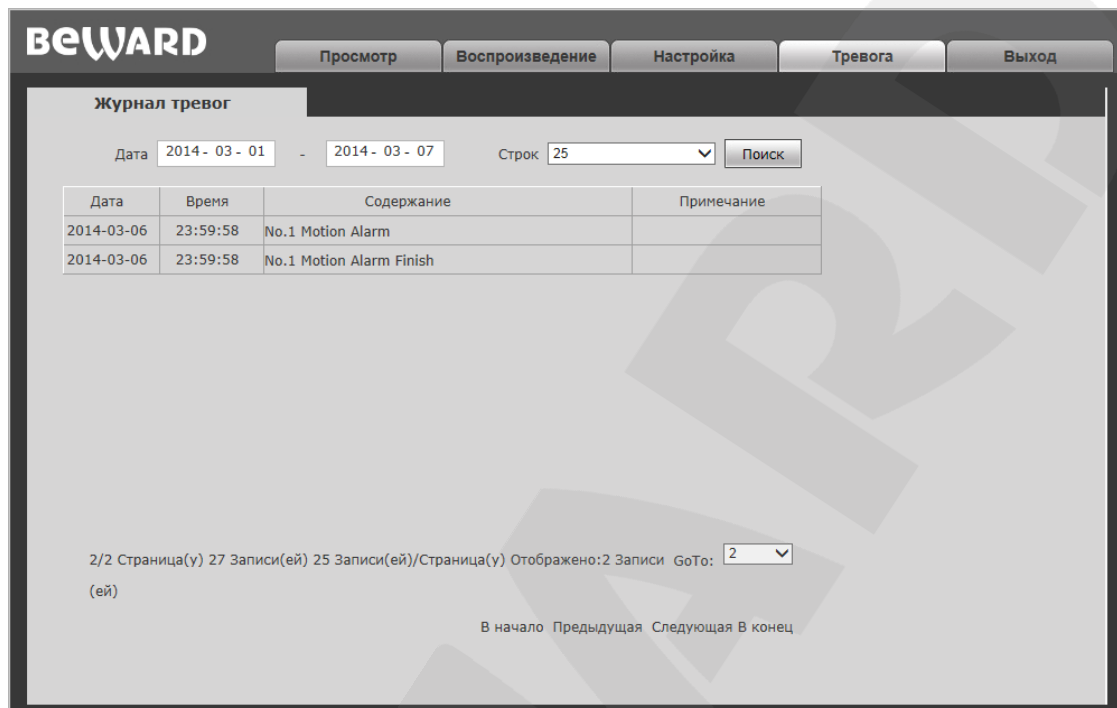 BEWARD
Просмотр Воспроизведение Настройка Тревога Выход
Журнал тревог
Дата 2014 - 03 - 01 - 2014 - 03 - 07 Строк 25 Поиск
Дата Время Содержание Примечание
2014-03-06 23:59:58 No.1 Motion Alarm
2014-03-06 23:59:58 No.1 Motion Alarm Finish
2/2 Страница(у) 27 Записи(ей) 25 Записи(ей)/Страница(у) Отображено:2 Записи GoTo: 2
(ей)
В начало Предыдущая Следующая В конец